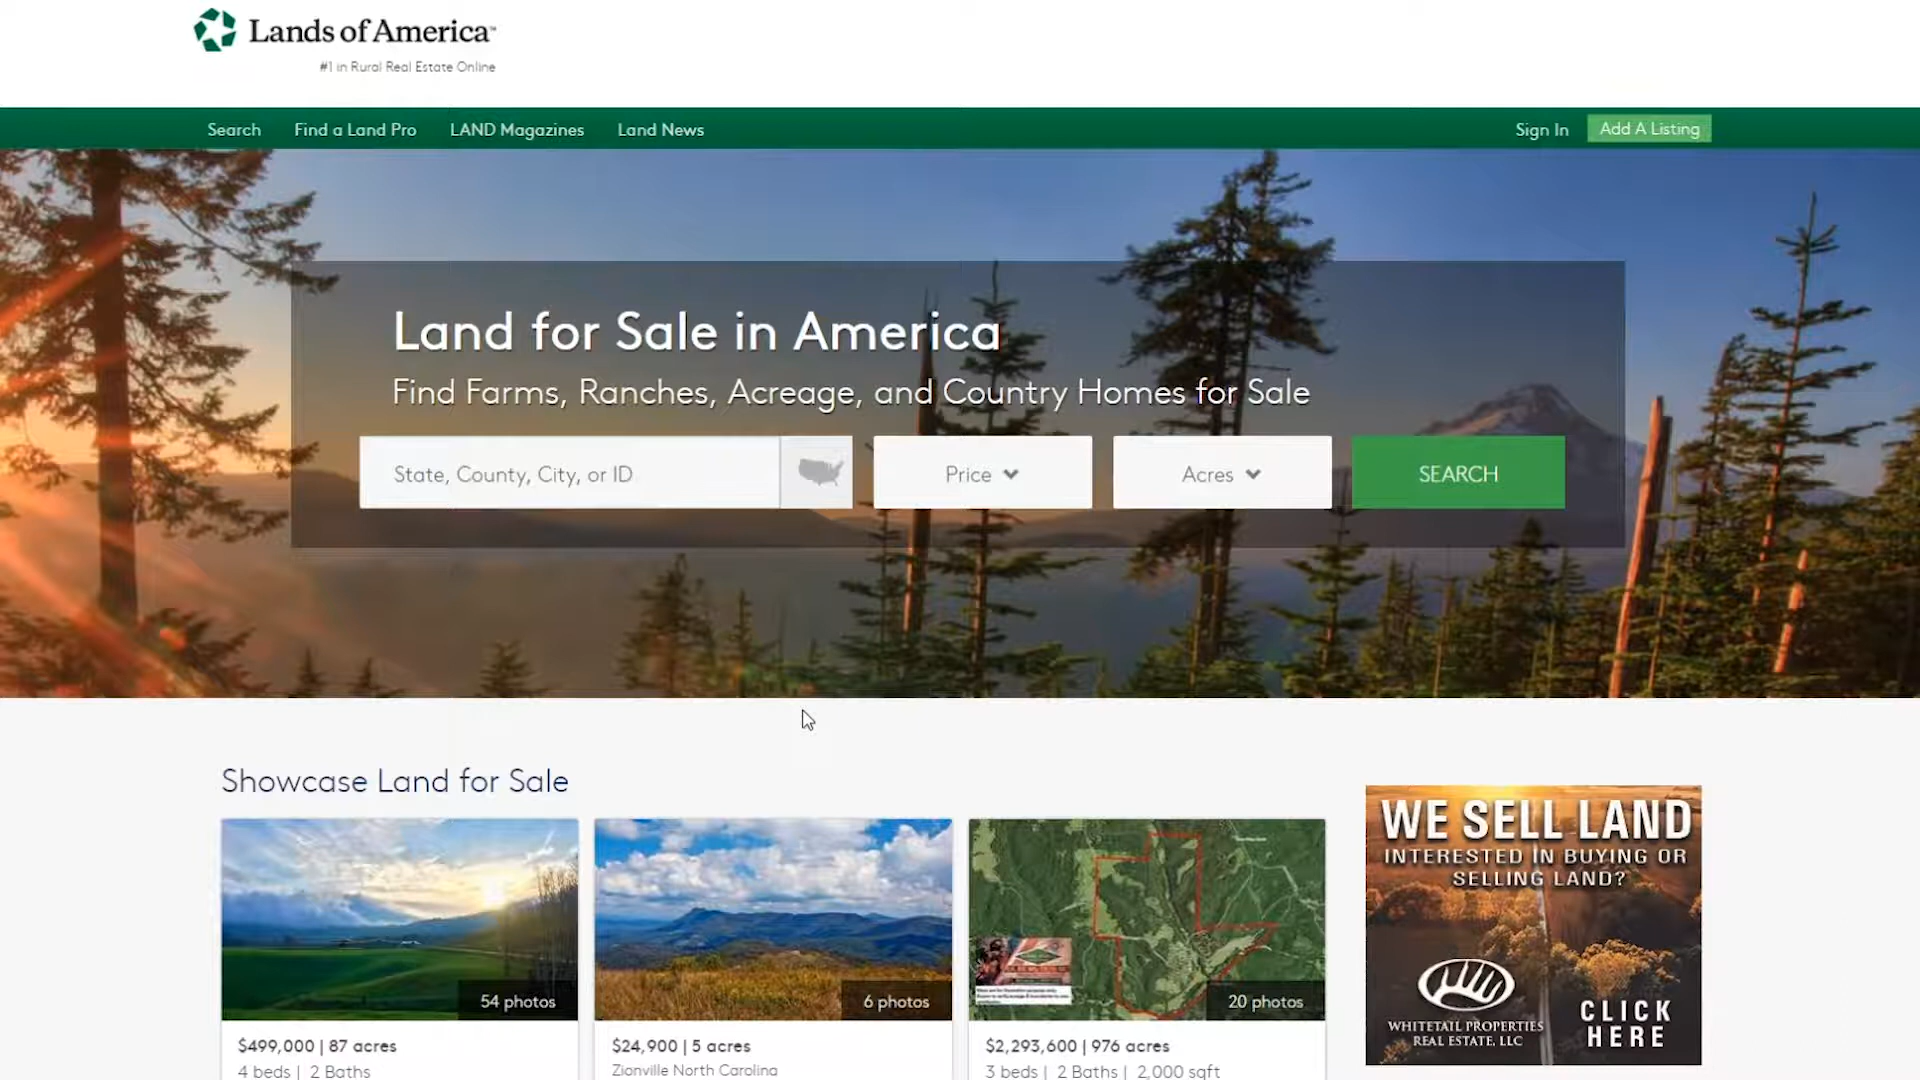 Lands of America™
#1 in Rural Real Estate Online
Search Find a Land Pro LAND Magazines Land News Sign In Add A Listing
Land for Sale in America
Find Farms, Ranches, Acreage, and Country Homes for Sale
State, County, City, or ID Price Acres SEARCH
Showcase Land for Sale
54 photos
$499,000 | 87 acres
4 beds | 2 Baths
6 photos
$24,900 | 5 acres
Zionville North Carolina
20 photos
$2,293,600 | 976 acres
3 beds | 2 Baths | 2,000 sqft
WE SELL LAND
INTERESTED IN BUYING OR
SELLING LAND?
WHITETAIL PROPERTIES
REAL ESTATE, LLC
CLICK
HERE